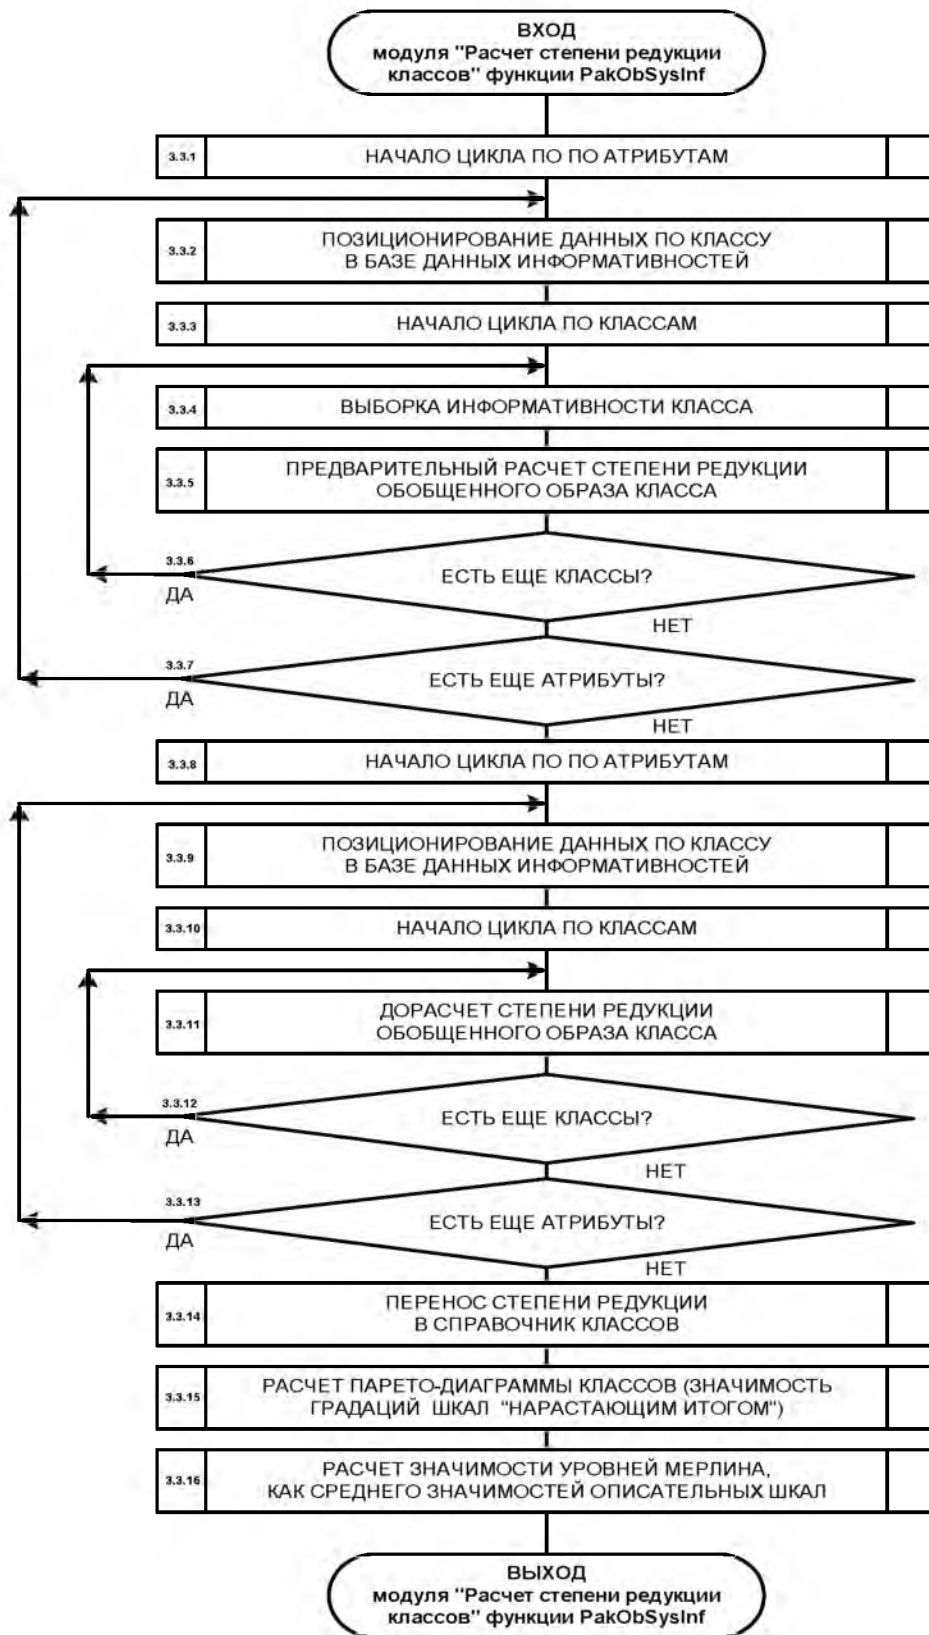 ВХОД
модуля "Расчет степени редукции
классов" функции PakObSysInf
3.3.1
НАЧАЛО ЦИКЛА ПО ПО АТРИБУТАМ
3.3.2
ПОЗИЦИОНИРОВАНИЕ ДАННЫХ ПО КЛАССУ
В БАЗЕ ДАННЫХ ИНФОРМАТИВНОСТЕЙ
3.3.3
НАЧАЛО ЦИКЛА ПО КЛАССАМ
3.3.4
ВЫБОРКА ИНФОРМАТИВНОСТИ КЛАССА
3.3.5
ПРЕДВАРИТЕЛЬНЫЙ РАСЧЕТ СТЕПЕНИ РЕДУКЦИИ
ОБОБЩЕННОГО ОБРАЗА КЛАССА
3.3.6
ЕСТЬ ЕЩЕ КЛАССЫ?
ДА
НЕТ
3.3.7
ЕСТЬ ЕЩЕ АТРИБУТЫ?
ДА
НЕТ
3.3.8
НАЧАЛО ЦИКЛА ПО ПО АТРИБУТАМ
3.3.9
ПОЗИЦИОНИРОВАНИЕ ДАННЫХ ПО КЛАССУ
В БАЗЕ ДАННЫХ ИНФОРМАТИВНОСТЕЙ
3.3.10
НАЧАЛО ЦИКЛА ПО КЛАССАМ
3.3.11
ДОРАСЧЕТ СТЕПЕНИ РЕДУКЦИИ
ОБОБЩЕННОГО ОБРАЗА КЛАССА
3.3.12
ЕСТЬ ЕЩЕ КЛАССЫ?
ДА
НЕТ
3.3.13
ЕСТЬ ЕЩЕ АТРИБУТЫ?
ДА
НЕТ
3.3.14
ПЕРЕНОС СТЕПЕНИ РЕДУКЦИИ
В СПРАВОЧНИК КЛАССОВ
3.3.15
РАСЧЕТ ПАРЕТО-ДИАГРАММЫ КЛАССОВ (ЗНАЧИМОСТЬ
ГРАДАЦИЙ ШКАЛ "НАРАСТАЮЩИМ ИТОГОМ")
3.3.16
РАСЧЕТ ЗНАЧИМОСТИ УРОВНЕЙ МЕРЛИНА,
КАК СРЕДНЕГО ЗНАЧИМОСТЕЙ ОПИСАТЕЛЬНЫХ ШКАЛ
ВЫХОД
модуля "Расчет степени редукции
классов" функции PakObSysInf